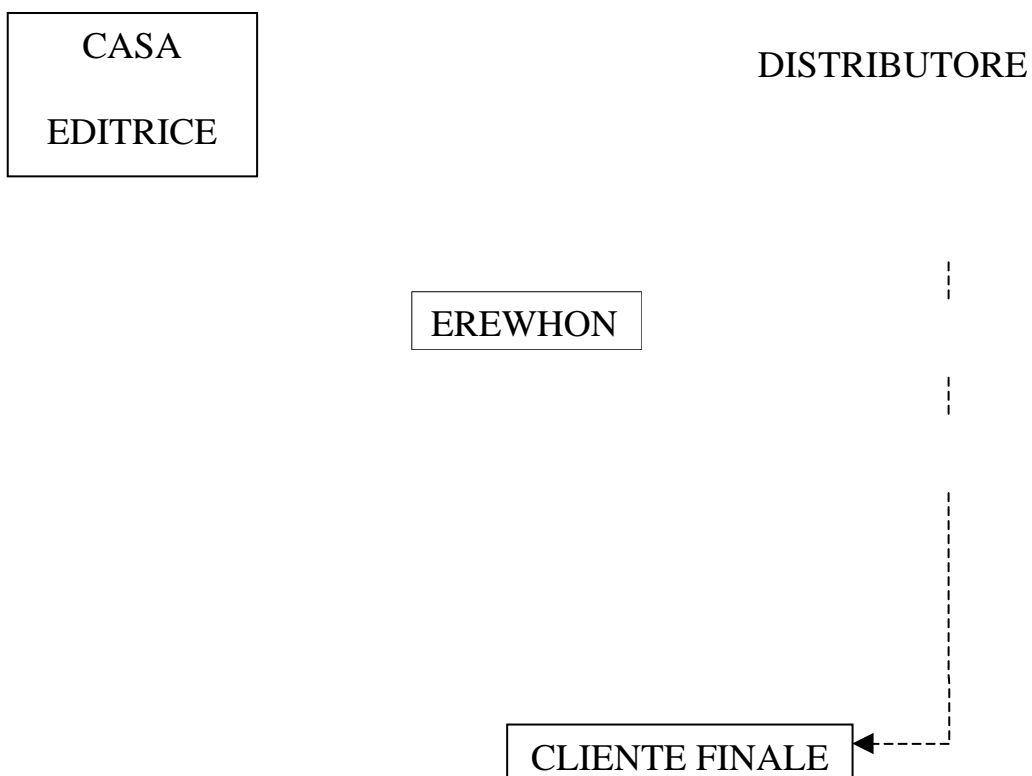 CASA
EDITRICE
DISTRIBUTORE
EREWHON
CLIENTE FINALE